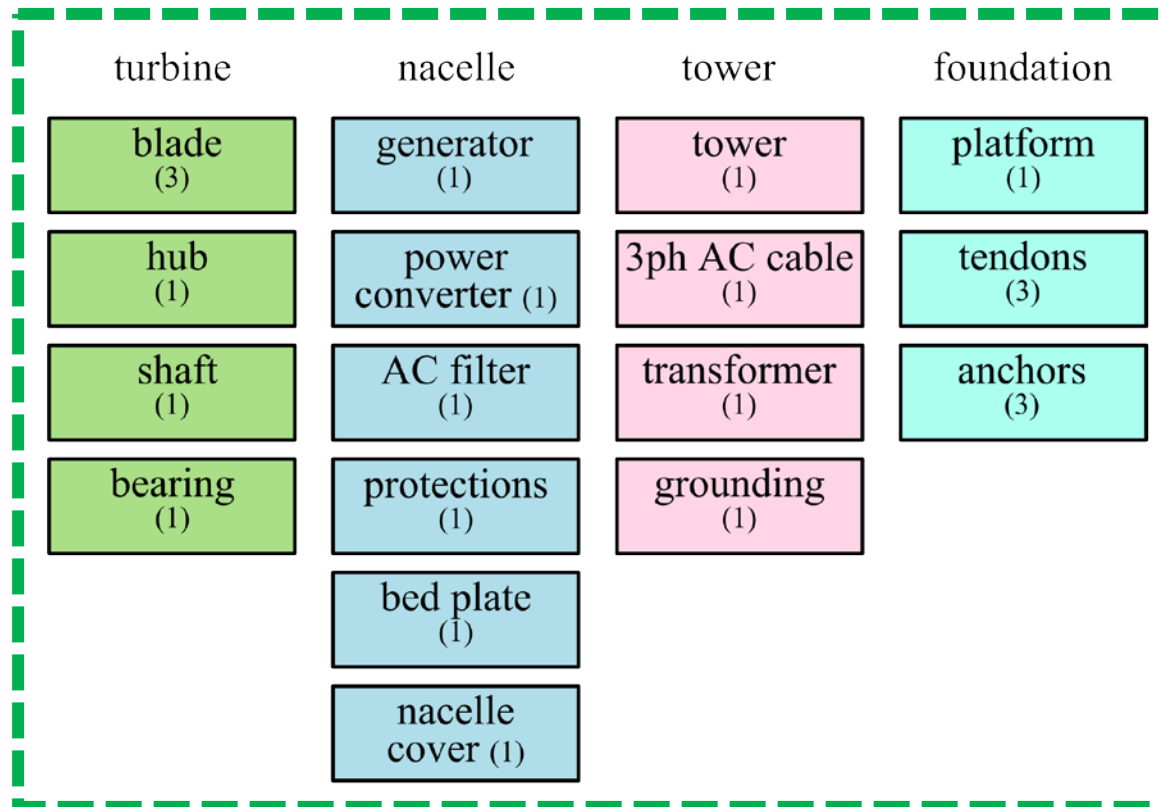 turbine
nacelle
tower
foundation
blade
(3)
hub
(1)
shaft
(1)
bearing
(1)
generator
(1)
power
converter (1)
AC filter
(1)
protections
(1)
bed plate
(1)
nacelle
cover (1)
tower
(1)
3ph AC cable
(1)
transformer
(1)
grounding
(1)
platform
(1)
tendons
(3)
anchors
(3)